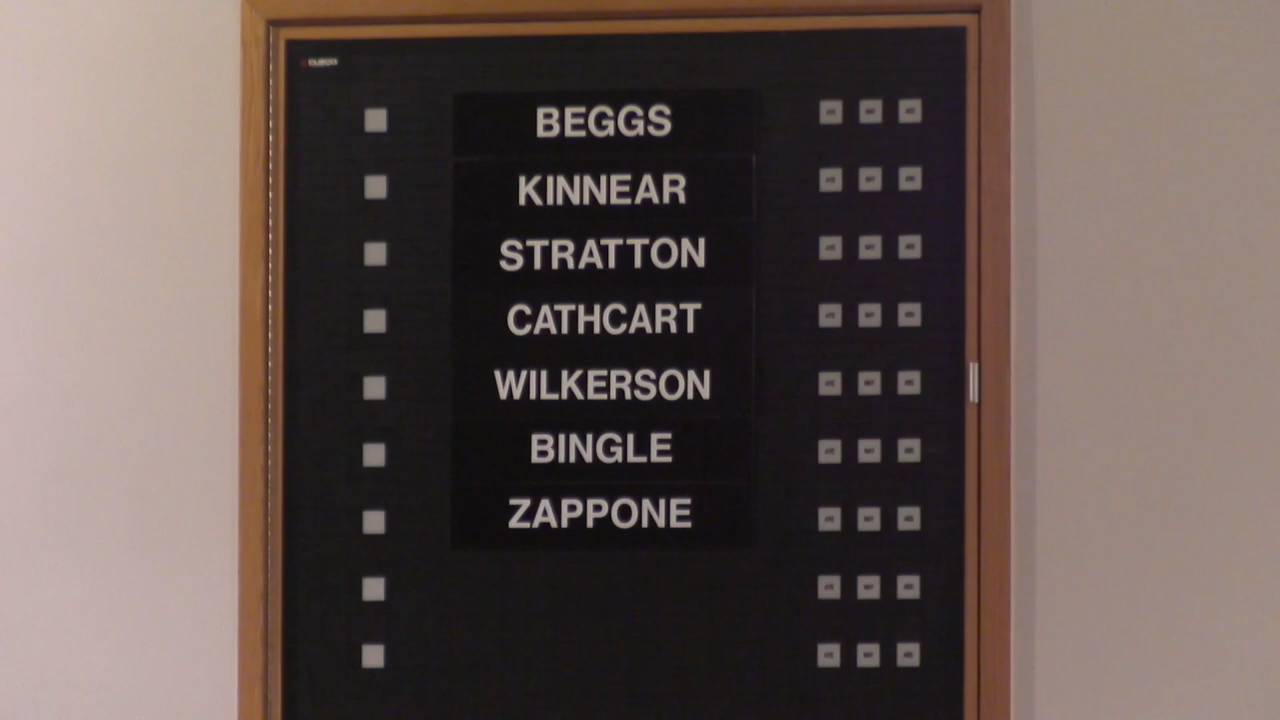 BEGGS
KINNEAR
STRATTON
CATHCART
WILKERSON
BINGLE
ZAPPONE